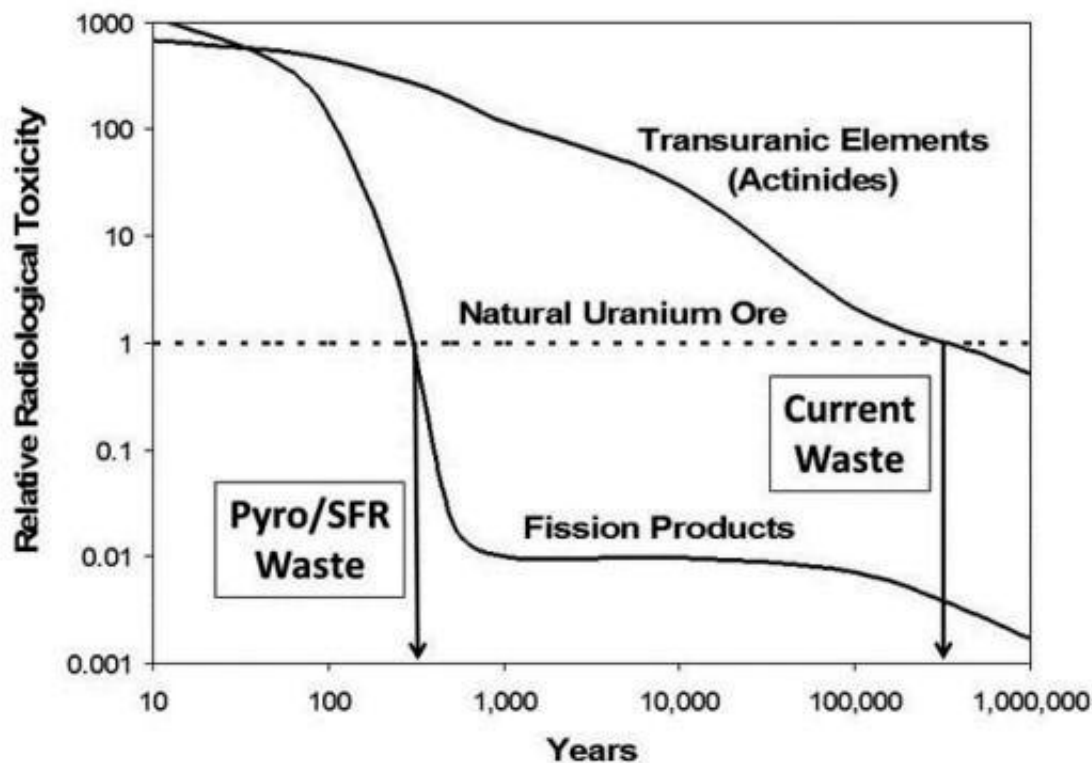 Relative Radiological Toxicity
1000
100
10
1
0.1
0.01
0.001
Transuranic Elements
(Actinides)
Natural Uranium Ore
Current
Waste
Pyro/SFR
Waste
Fission Products
10
100
1,000
10,000
100,000
1,000,000
Years